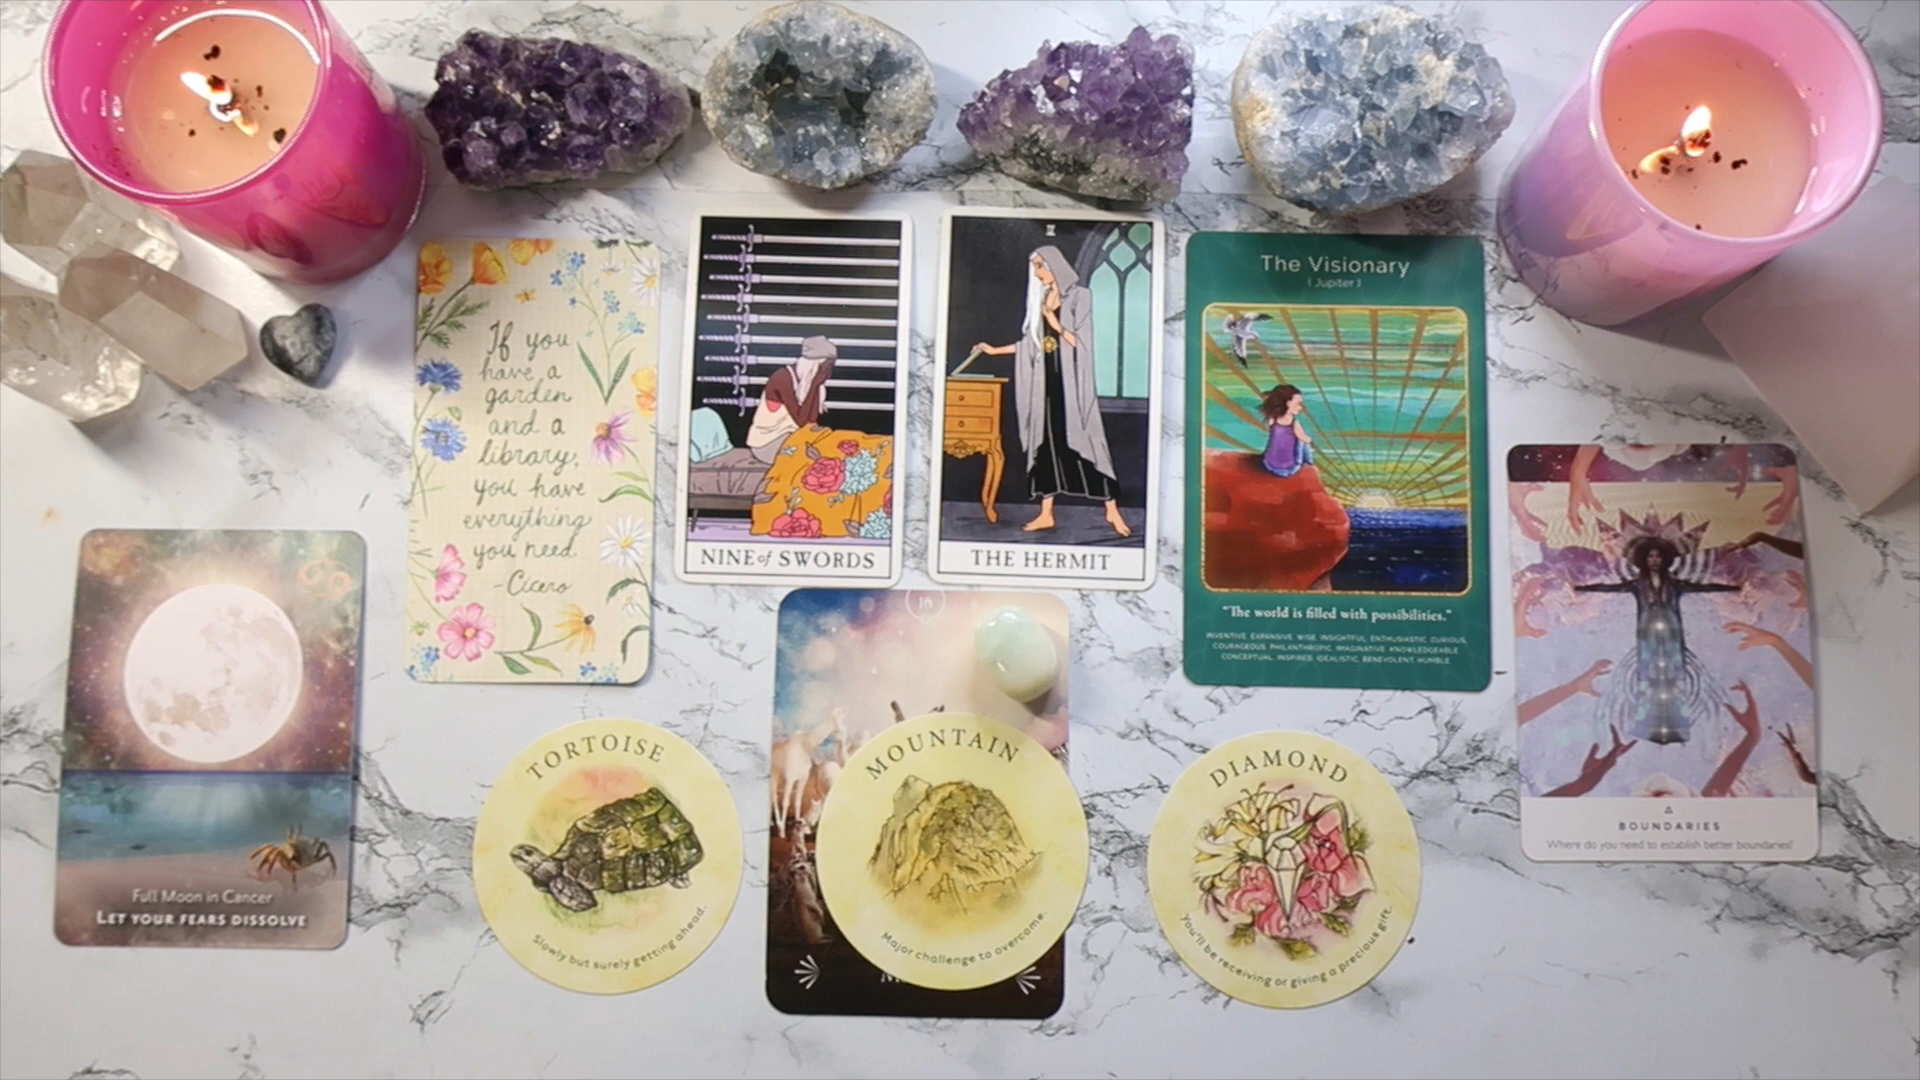 If you
have a
garden
and a
library,
you have
everything
you need.
-Cicero
NINE of SWORDS
THE HERMIT
The Visionary
( Jupiter )
"The world is filled with possibilities."
INVENTIVE EXPANSIVE WISE INSIGHTFUL ENTHUSIASTIC CURIOUS
COURAGEOUS PHILANTHROPIC IMAGINATIVE KNOWLEDGEABLE
CONCEPTUAL INSPIRED IDEALISTIC BENEVOLENT HUMBLE
Full Moon in Cancer
LET YOUR FEARS DISSOLVE
16
TORTOISE
Slowly but surely getting ahead.
MOUNTAIN
Major challenge to overcome.
DIAMOND
You'll be receiving or giving a precious gift.
BOUNDARIES
Where do you need to establish better boundaries?